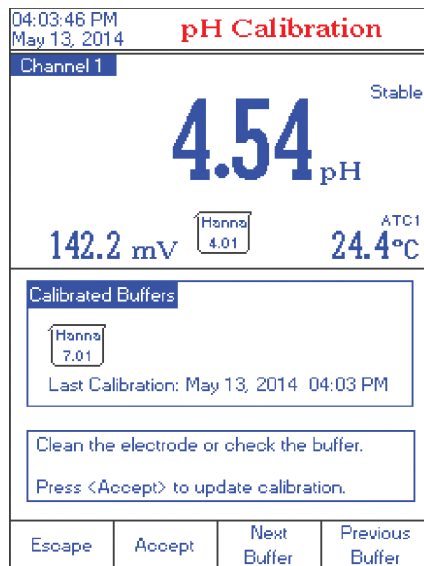 04:03:46 PM
May 13, 2014
pH Calibration
Channel 1
Stable
4.54 pH
142.2 mV
Hanna
4.01
ATC1
24.4°C
Calibrated Buffers
Hanna
7.01
Last Calibration: May 13, 2014 04:03 PM
Clean the electrode or check the buffer.
Press <Accept> to update calibration.
Escape
Accept
Next
Buffer
Previous
Buffer